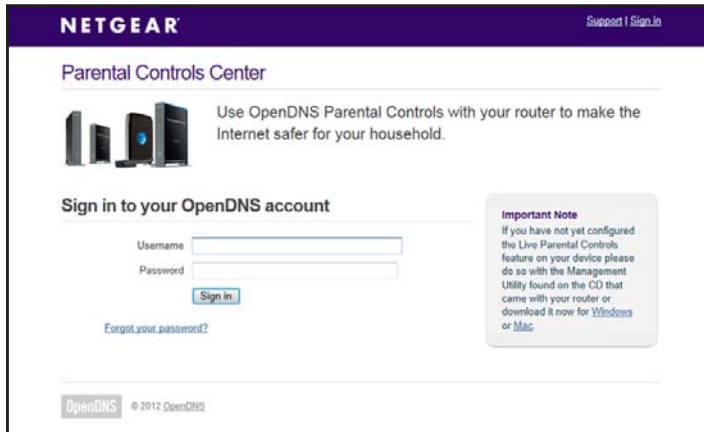 NETGEAR
Support | Sign in
Parental Controls Center
Use OpenDNS Parental Controls with your router to make the
Internet safer for your household.
Sign in to your OpenDNS account
Username
Password
Sign in
Forgot your password?
Important Note
If you have not yet configured
the Live Parental Controls
feature on your device please
do so with the Management
Utility found on the CD that
came with your router or
download it now for Windows
or Mac.
OpenDNS © 2012 OpenDNS